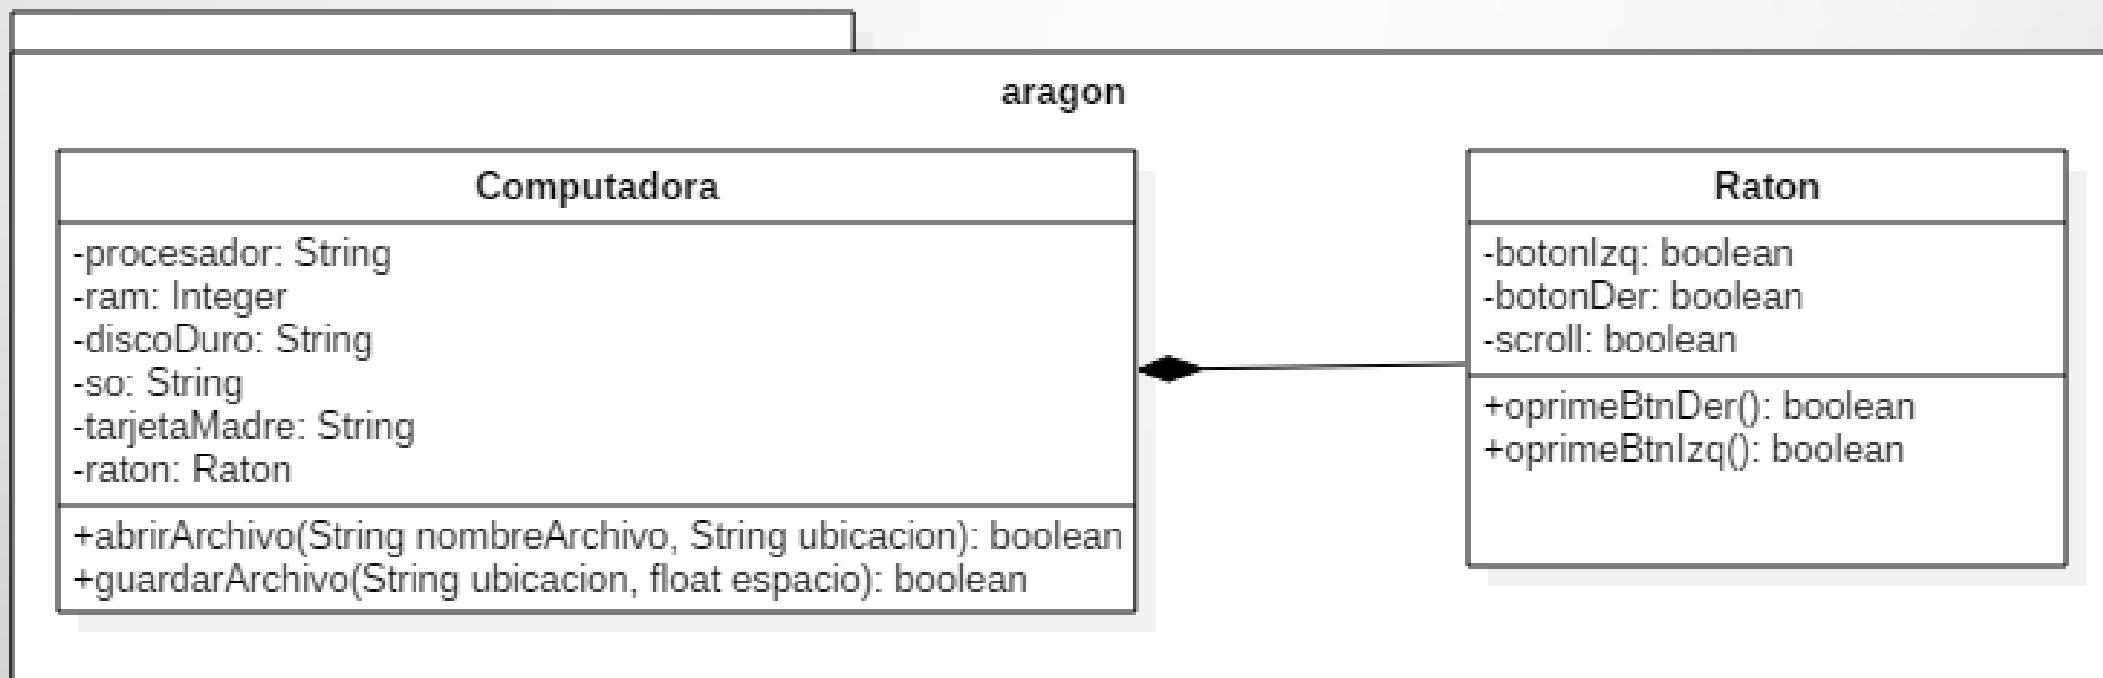 aragon
Computadora
-procesador: String
-ram: Integer
-discoDuro: String
-so: String
-tarjetaMadre: String
-raton: Raton
+abrirArchivo(String nombreArchivo, String ubicacion): boolean
+guardarArchivo(String ubicacion, float espacio): boolean
Raton
-botonIzq: boolean
-botonDer: boolean
-scroll: boolean
+oprimeBtnDer(): boolean
+oprimeBtnIzq(): boolean